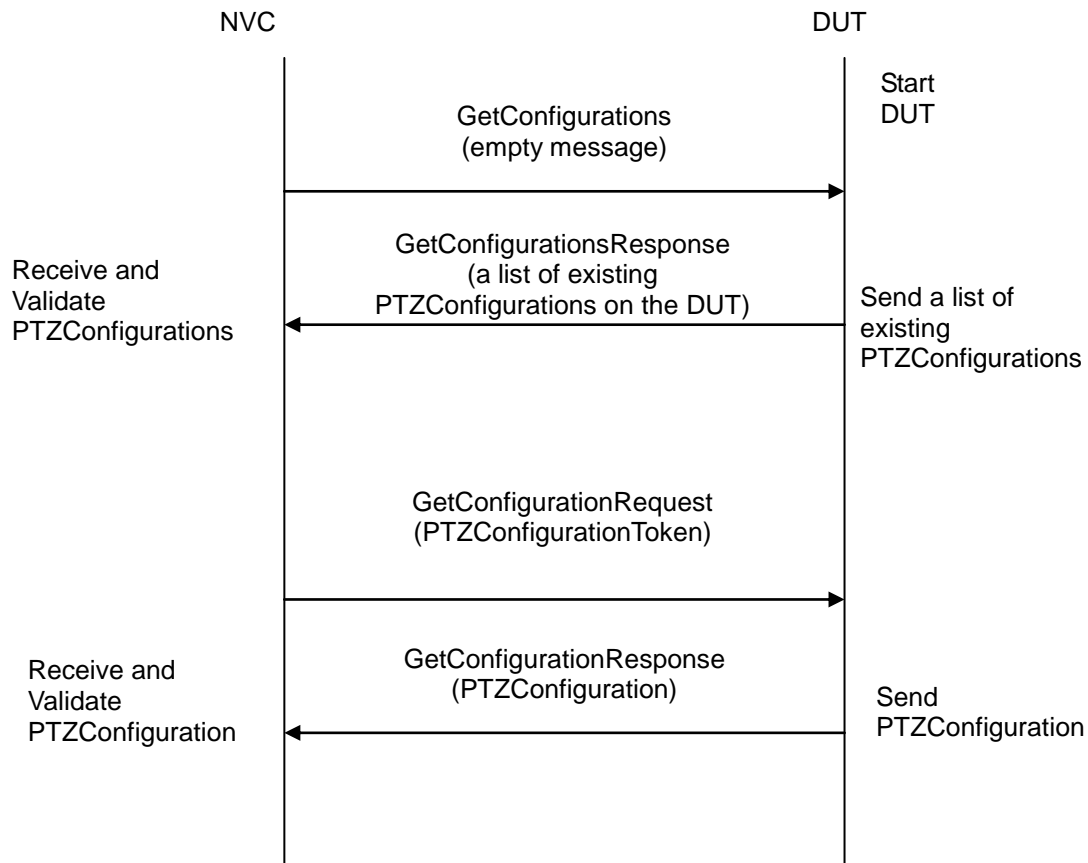 NVC
DUT
Start
DUT
GetConfigurations
(empty message)
GetConfigurationsResponse
(a list of existing
PTZConfigurations on the DUT)
Receive and
Validate
PTZConfigurations
Send a list of
existing
PTZConfigurations
GetConfigurationRequest
(PTZConfigurationToken)
GetConfigurationResponse
(PTZConfiguration)
Receive and
Validate
PTZConfiguration
Send
PTZConfiguration